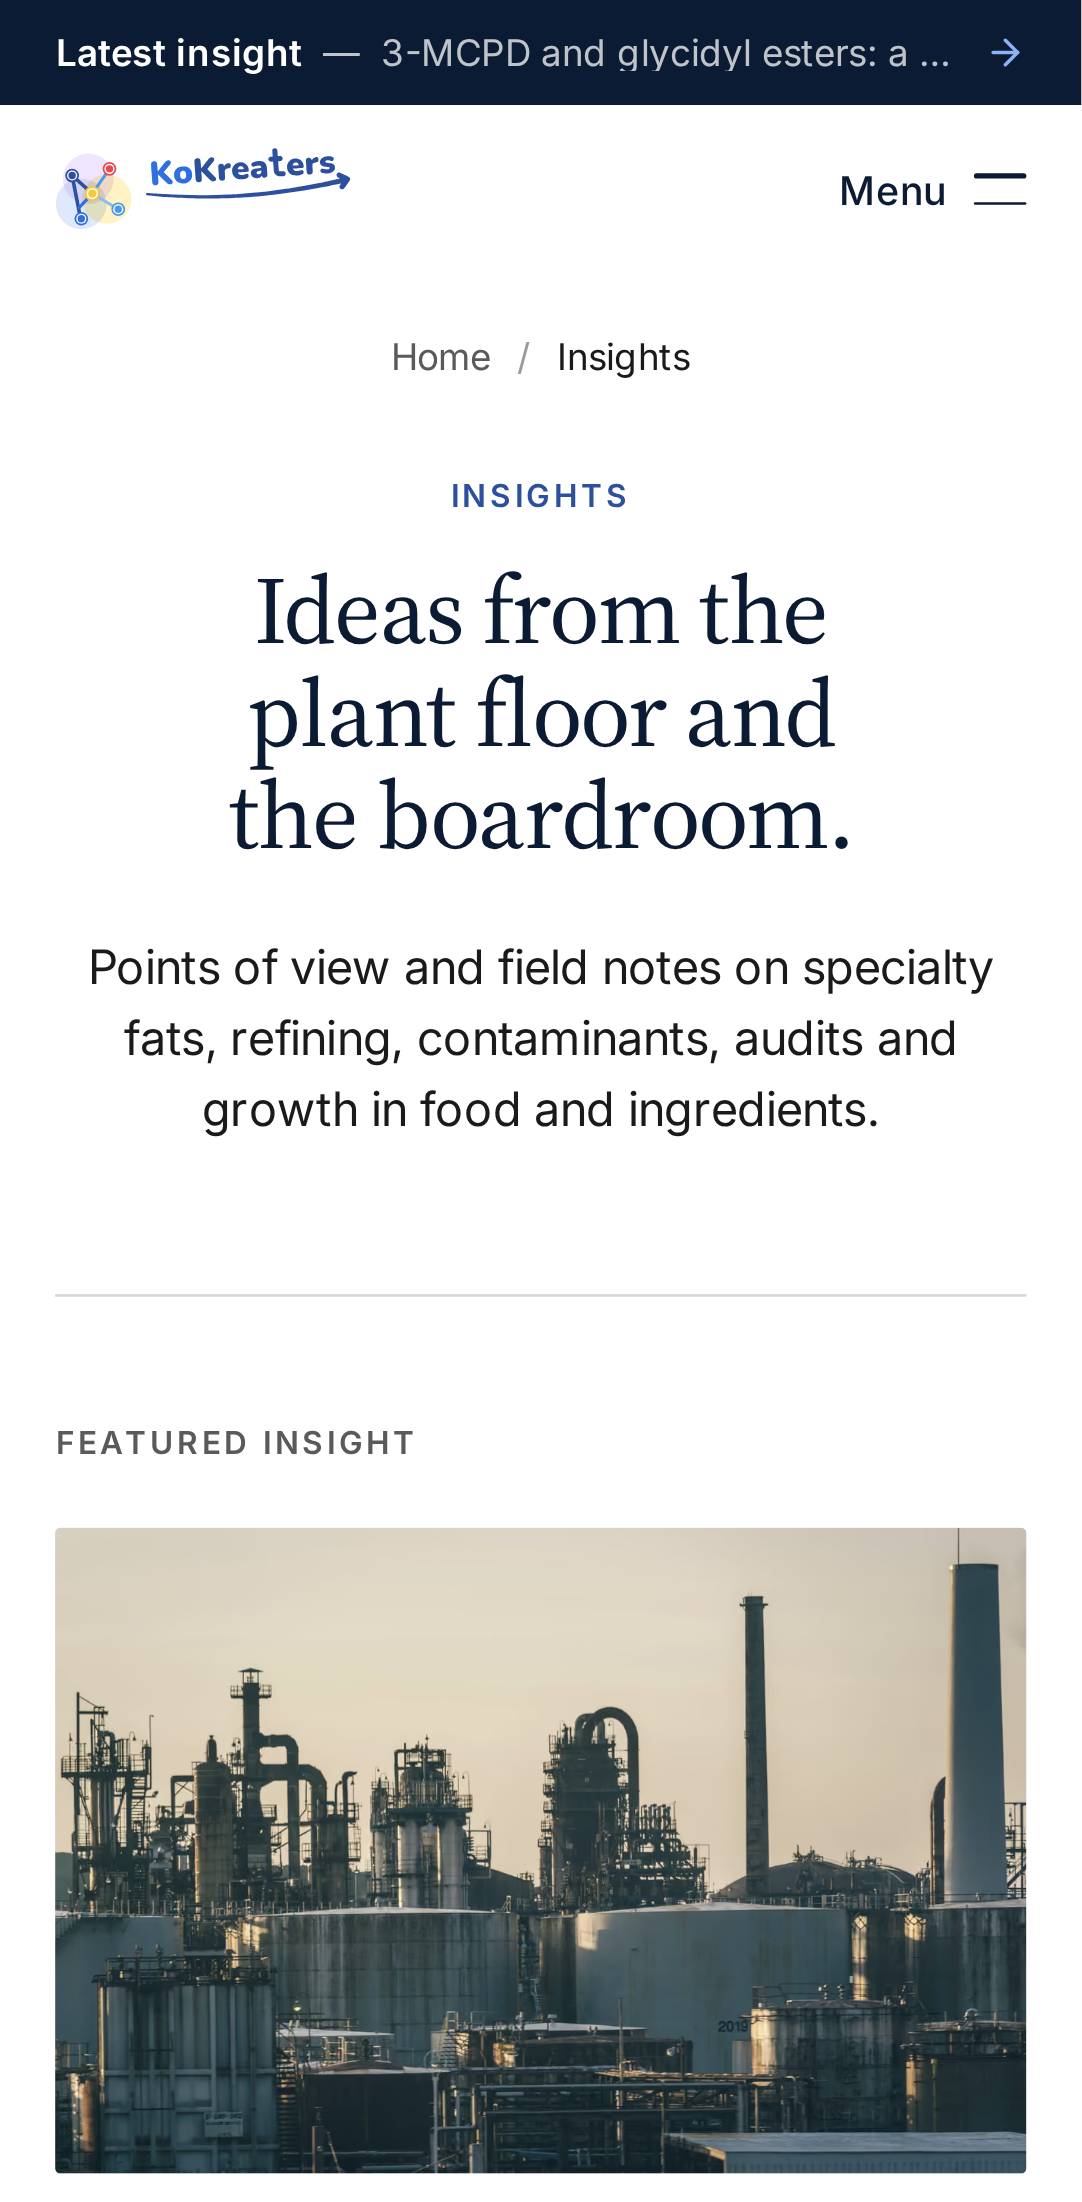 Latest insight — 3-MCPD and glycidyl esters: a ...
KoKreaters
Menu
Home / Insights
INSIGHTS
Ideas from the
plant floor and
the boardroom.
Points of view and field notes on specialty
fats, refining, contaminants, audits and
growth in food and ingredients.
FEATURED INSIGHT
2019